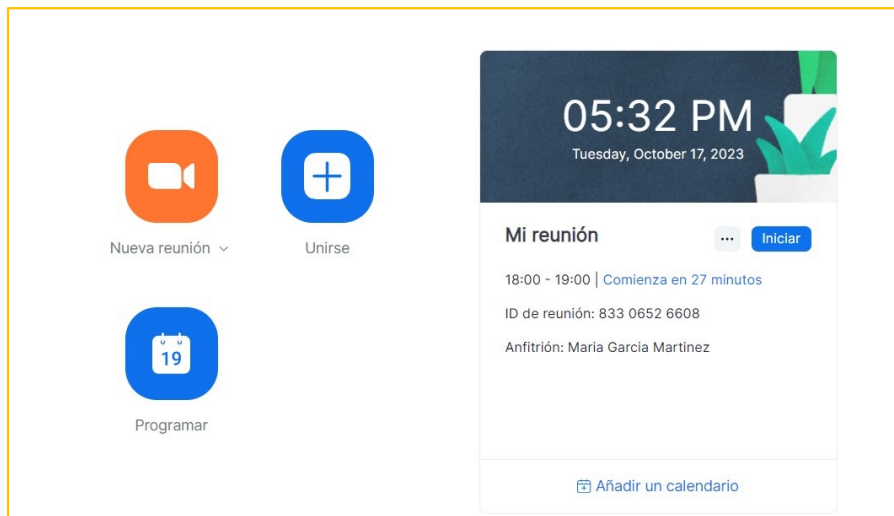 Nueva reunión
Unirse
19
Programar
05:32 PM
Tuesday, October 17, 2023
Mi reunión
... Iniciar
18:00 - 19:00 | Comienza en 27 minutos
ID de reunión: 833 0652 6608
Anfitrión: Maria Garcia Martinez
Añadir un calendario